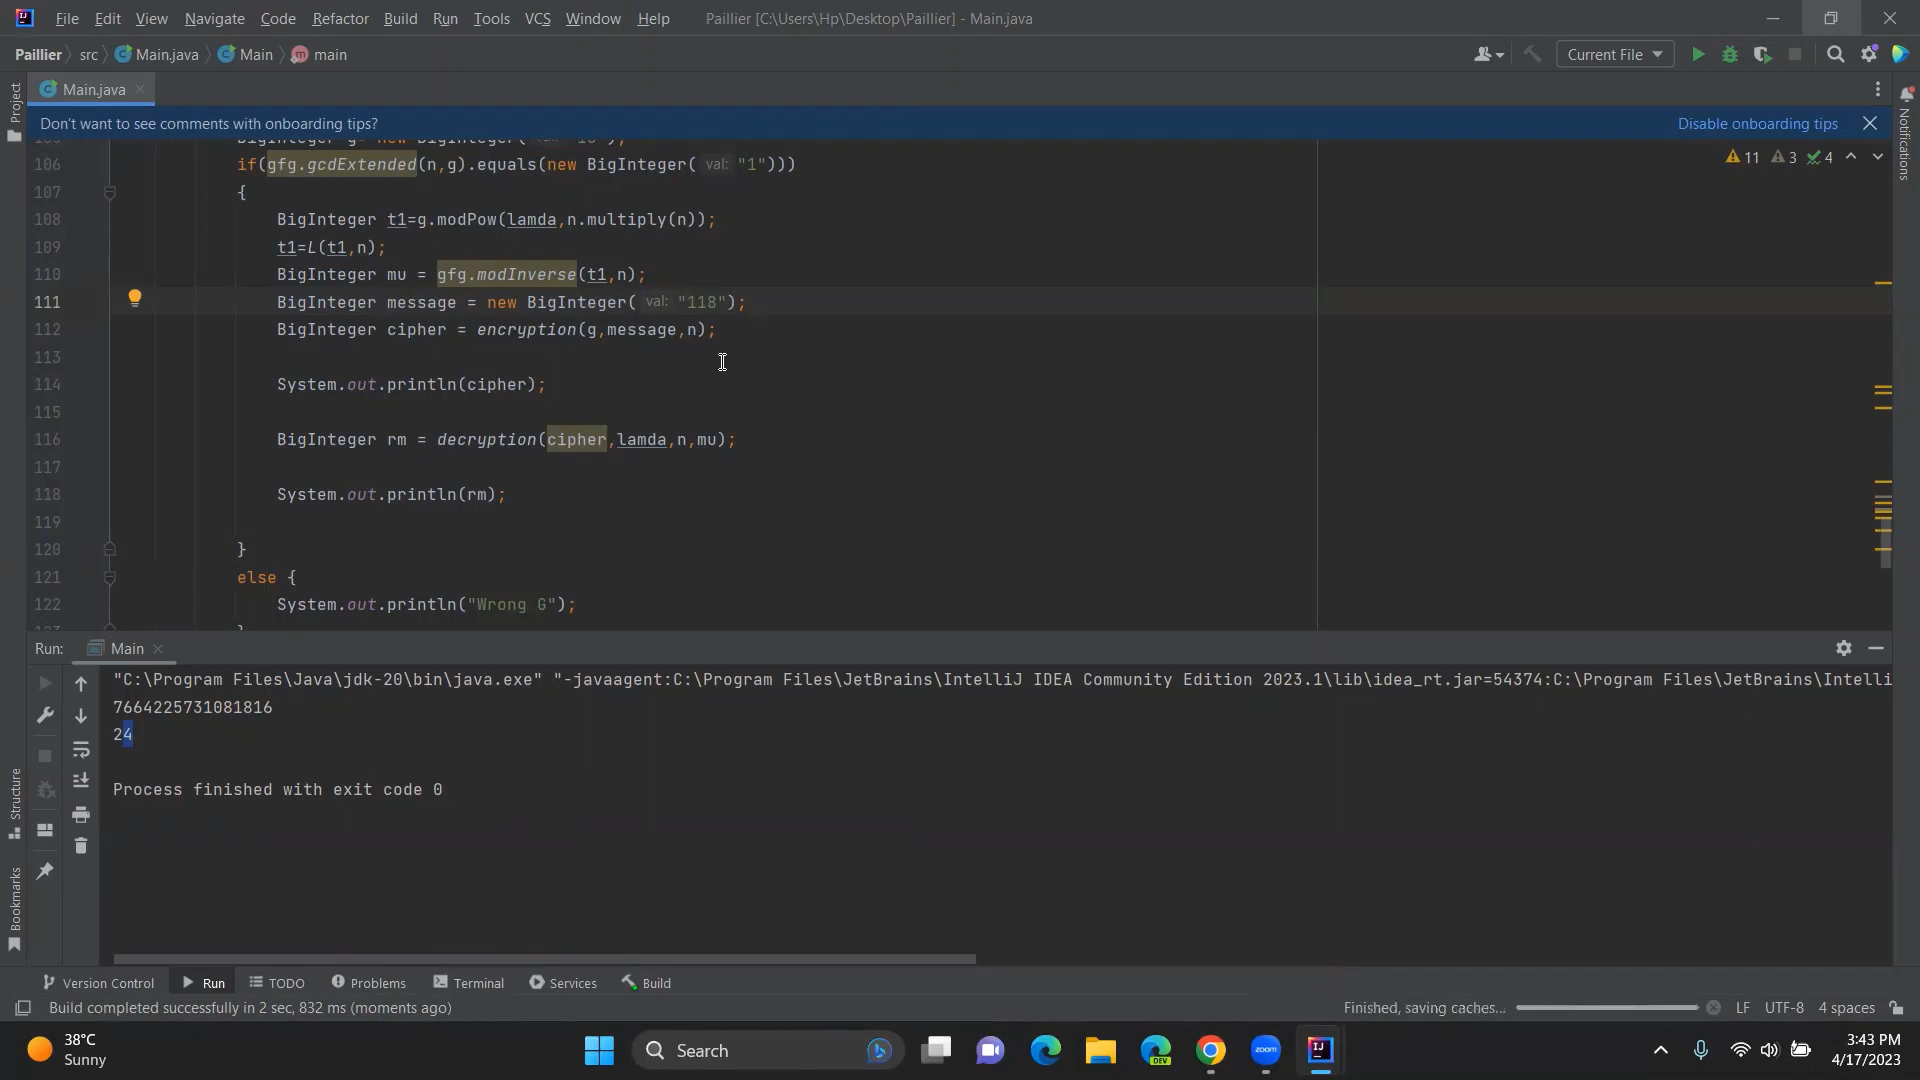 File Edit View Navigate Code Refactor Build Run Tools VCS Window Help Paillier [C:\Users\Hp\Desktop\Paillier] - Main.java
Paillier src Main.java Main main Current File
Project
Main.java
Don't want to see comments with onboarding tips? Disable onboarding tips
Notifications
11 3 4
106 if(gfg.gcdExtended(n,g).equals(new BigInteger( val: "1")))
107 {
108 BigInteger t1=g.modPow(lamda,n.multiply(n));
109 t1=L(t1,n);
110 BigInteger mu = gfg.modInverse(t1,n);
111 BigInteger message = new BigInteger( val: "118");
112 BigInteger cipher = encryption(g,message,n);
113
114 System.out.println(cipher);
115
116 BigInteger rm = decryption(cipher,lamda,n,mu);
117
118 System.out.println(rm);
119
120 }
121 else {
122 System.out.println("Wrong G");
Run: Main
"C:\Program Files\Java\jdk-20\bin\java.exe" "-javaagent:C:\Program Files\JetBrains\IntelliJ IDEA Community Edition 2023.1\lib\idea_rt.jar=54374:C:\Program Files\JetBrains\Intelli
7664225731081816
24
Process finished with exit code 0
Structure
Bookmarks
Version Control Run TODO Problems Terminal Services Build
Build completed successfully in 2 sec, 832 ms (moments ago) Finished, saving caches... LF UTF-8 4 spaces
38°C
Sunny
Search
DEV
zoom
3:43 PM
4/17/2023